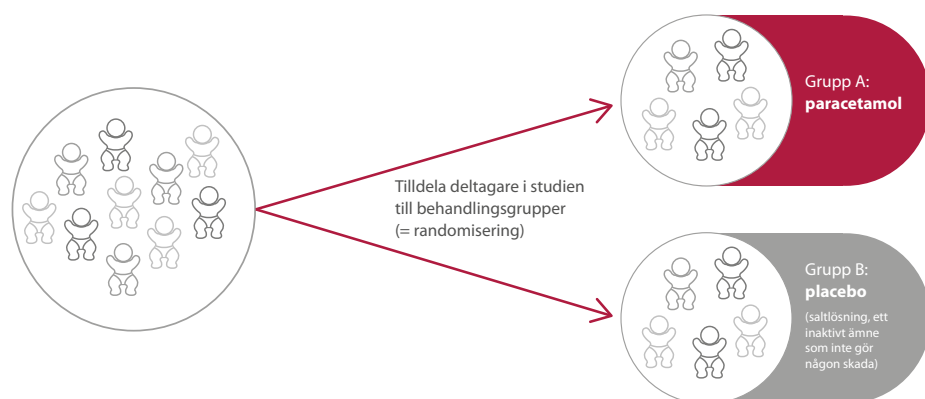 Grupp A:
paracetamol
Tilldela deltagare i studien
till behandlingsgrupper
(= randomisering)
Grupp B:
placebo
(saltlösning, ett
inaktivt ämne
som inte gör
någon skada)